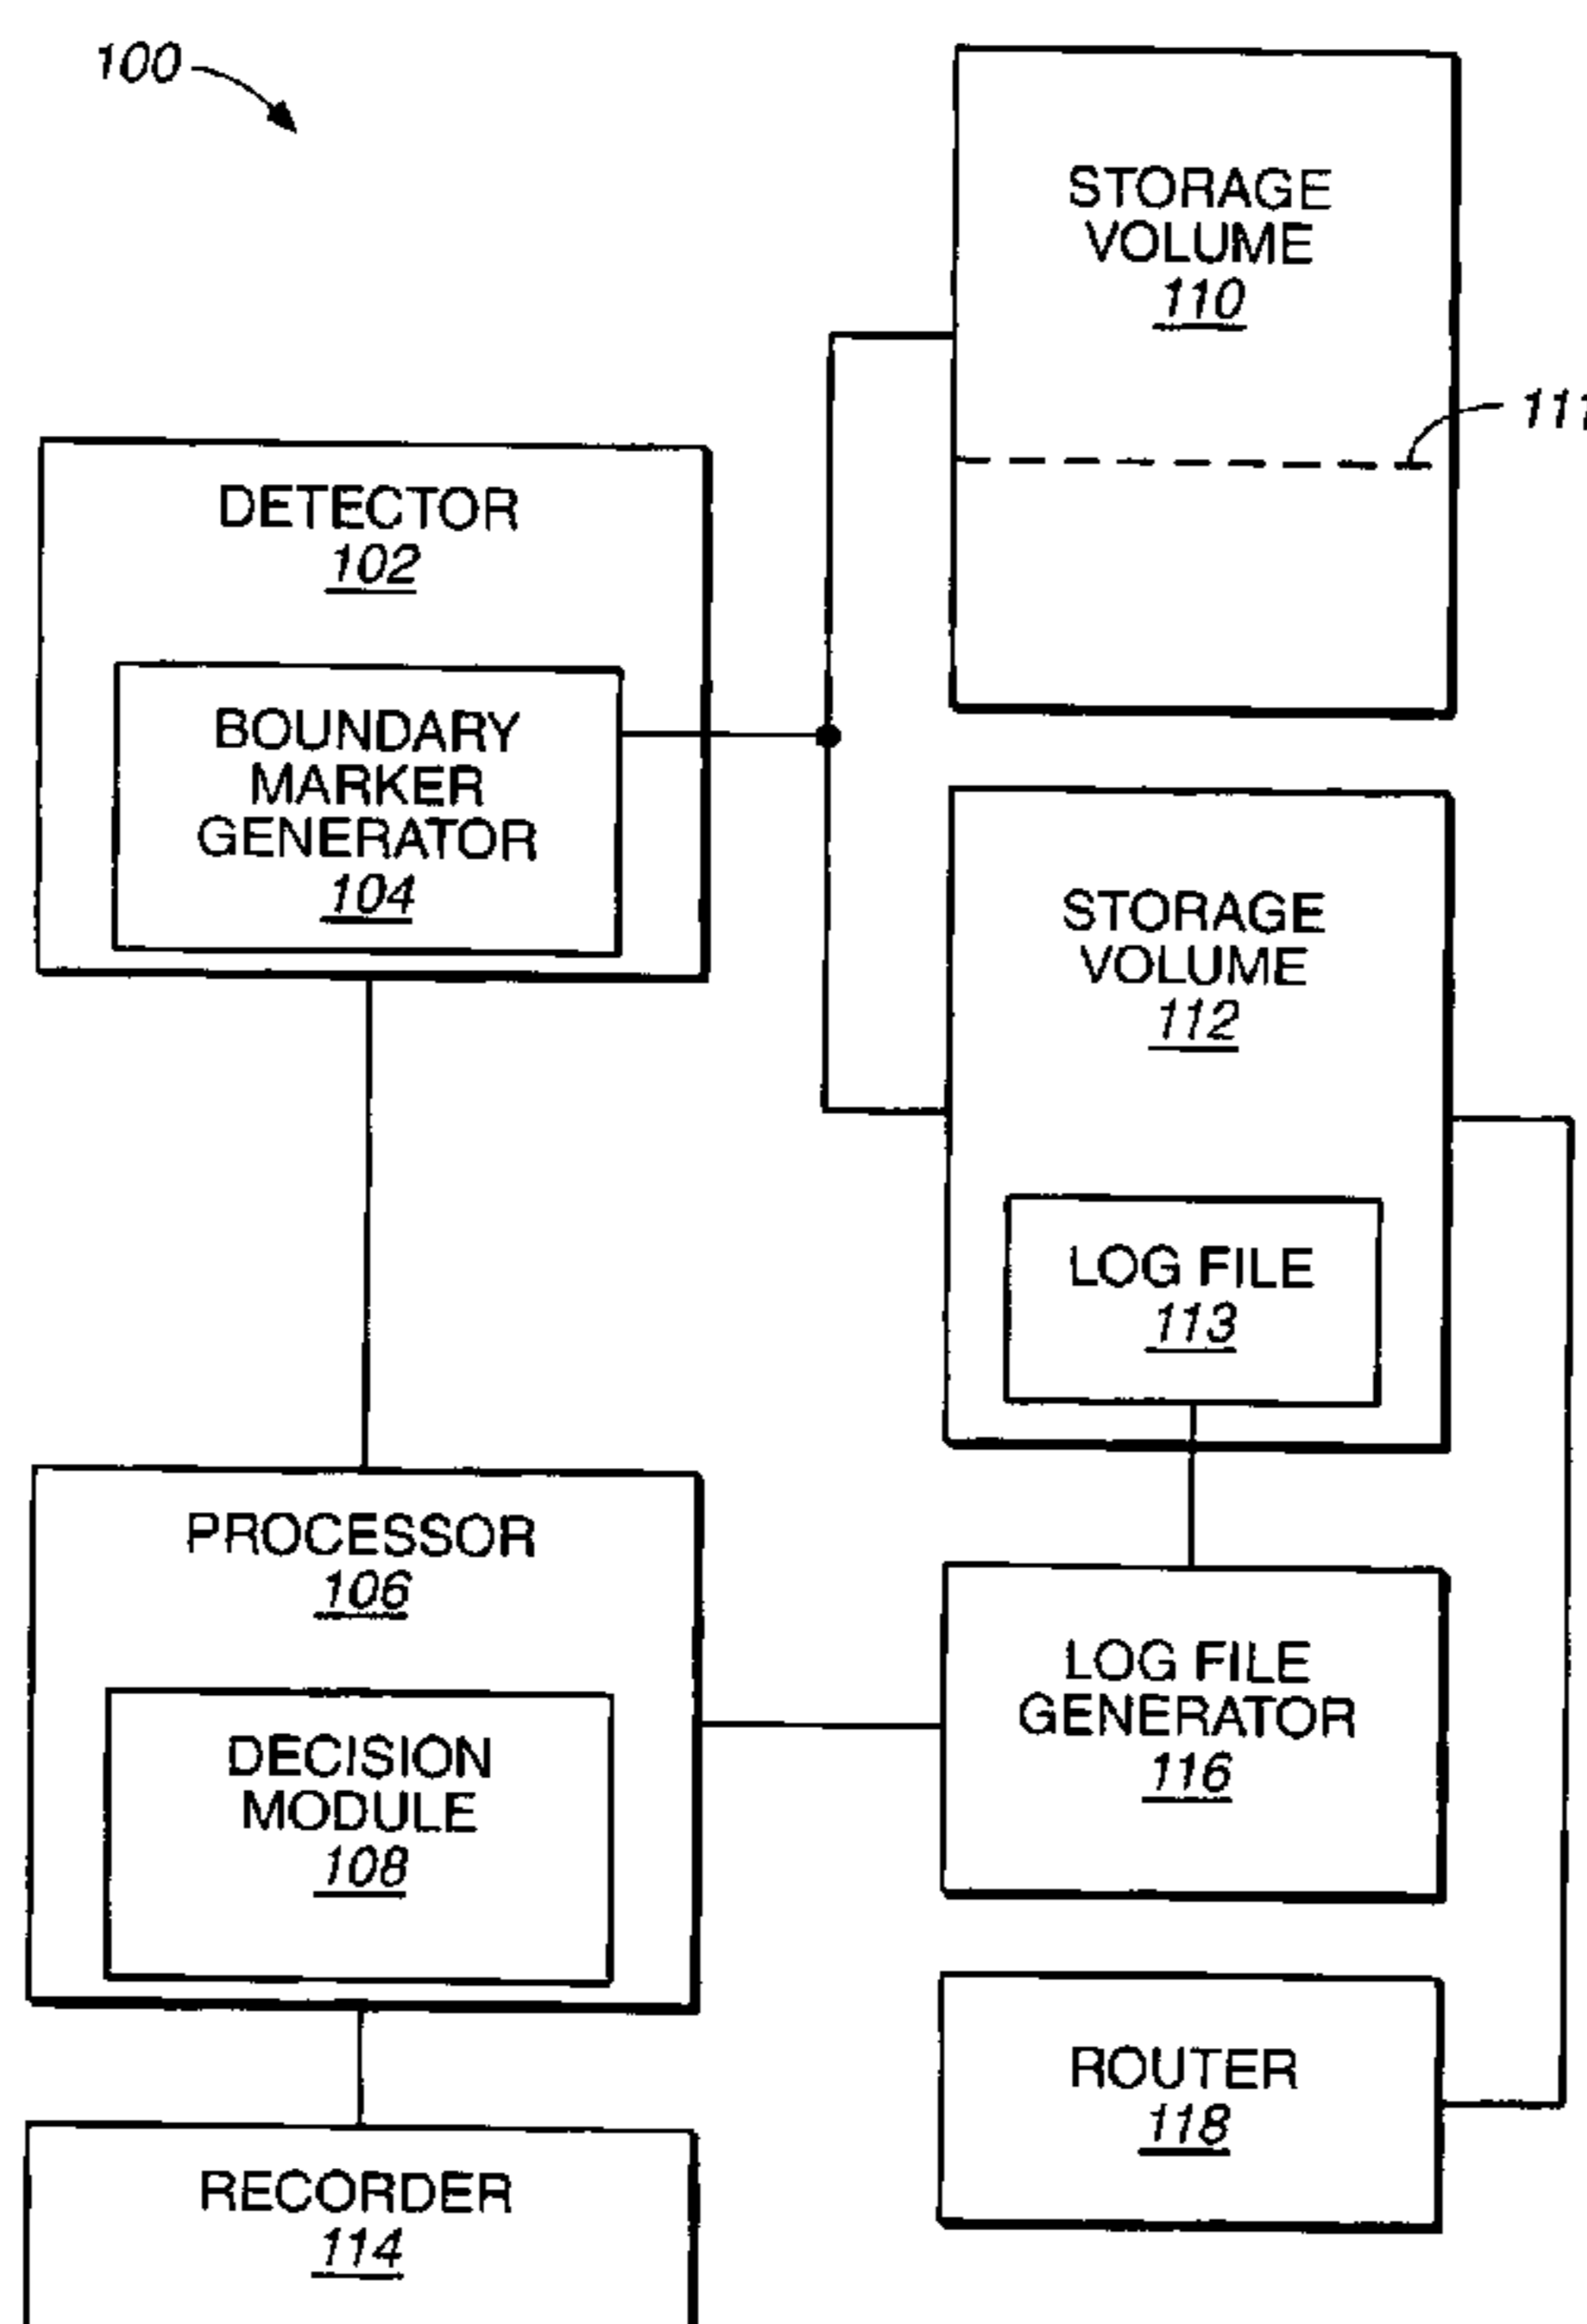 100
STORAGE
VOLUME
110
111
DETECTOR
102
BOUNDARY
MARKER
GENERATOR
104
STORAGE
VOLUME
112
LOG FILE
113
PROCESSOR
106
DECISION
MODULE
108
LOG FILE
GENERATOR
116
ROUTER
118
RECORDER
114